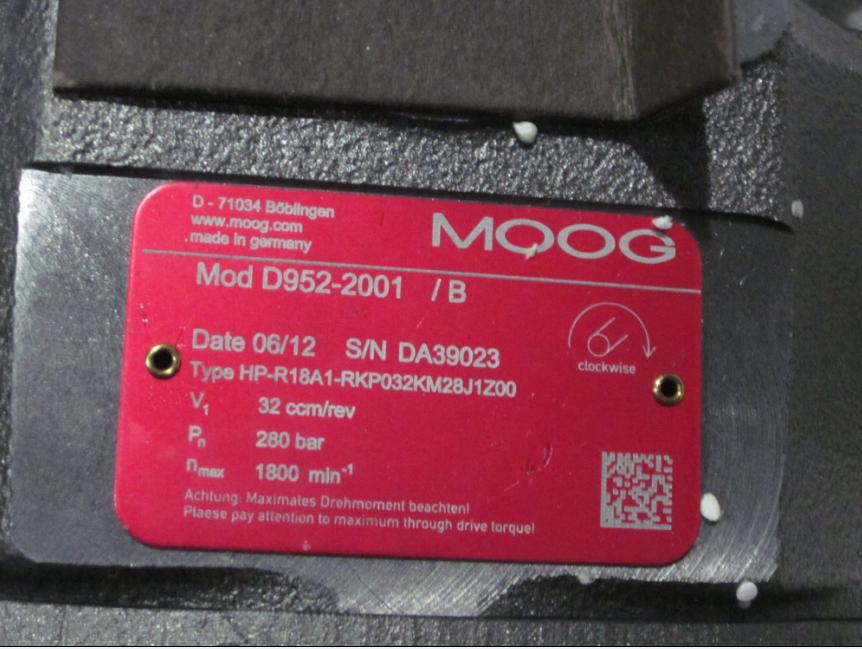 D - 71034 Böblingen
www.moog.com
made in germany
MOOG
Mod D952-2001 / B
Date 06/12 S/N DA39023
clockwise
Type HP-R18A1-RKP032KM28J1Z00
V₁ 32 ccm/rev
Pₙ 280 bar
nₘₐₓ 1800 min⁻¹
Achtung: Maximales Drehmoment beachten!
Plaese pay attention to maximum through drive torque!